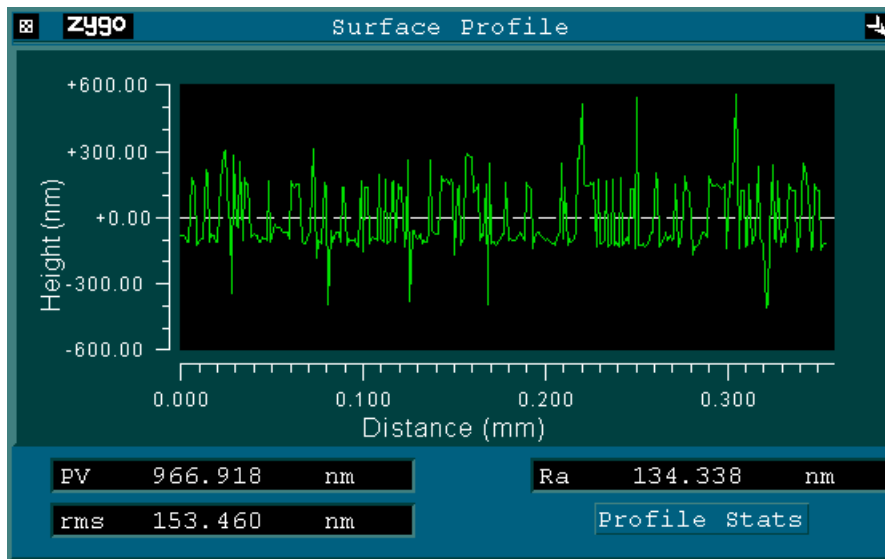 zygo Surface Profile
+600.00
+300.00
+0.00
-300.00
-600.00
Height (nm)
0.000 0.100 0.200 0.300
Distance (mm)
PV 966.918 nm Ra 134.338 nm
rms 153.460 nm Profile Stats